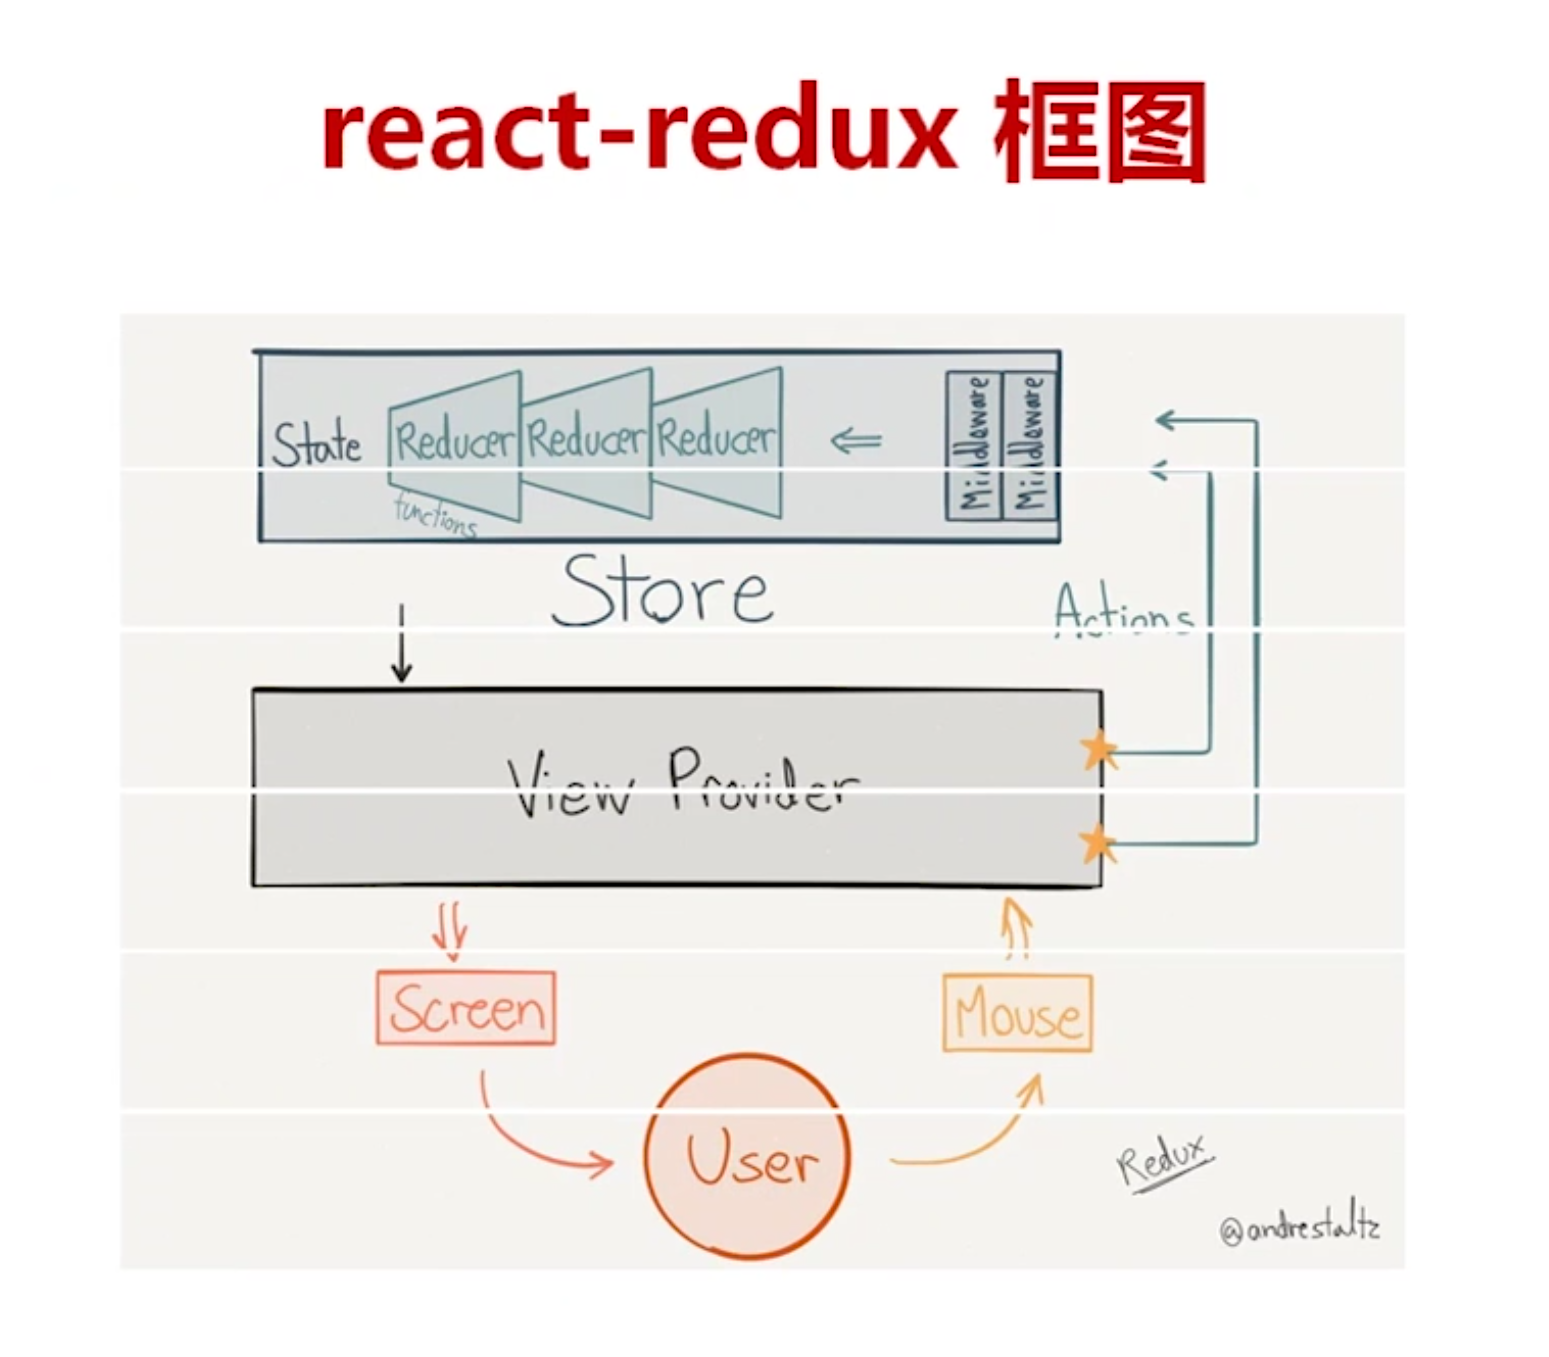 react-redux 框图
State
Reducer
Reducer
Reducer
functions
Middleware
Middleware
Store
Actions
View Provider
Screen
Mouse
User
Redux
@andrestaltz